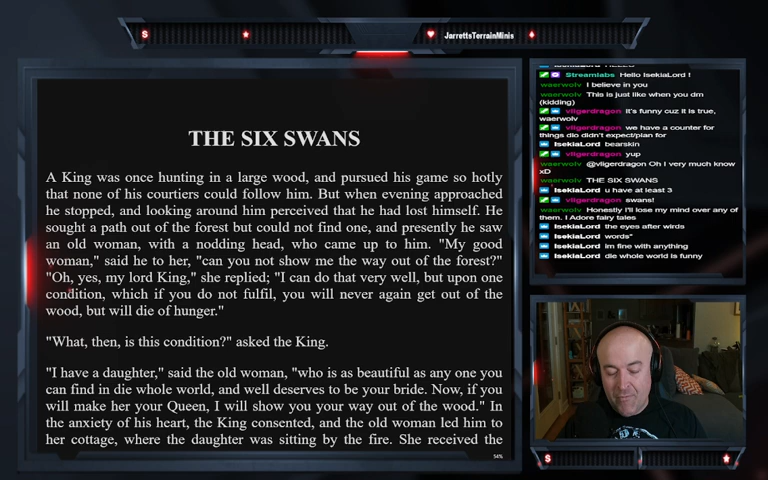 JarrettsTerrainMinis
THE SIX SWANS
A King was once hunting in a large wood, and pursued his game so hotly
that none of his courtiers could follow him. But when evening approached
he stopped, and looking around him perceived that he had lost himself. He
sought a path out of the forest but could not find one, and presently he saw
an old woman, with a nodding head, who came up to him. "My good
woman," said he to her, "can you not show me the way out of the forest?"
"Oh, yes, my lord King," she replied; "I can do that very well, but upon one
condition, which if you do not fulfil, you will never again get out of the
wood, but will die of hunger."
"What, then, is this condition?" asked the King.
"I have a daughter," said the old woman, "who is as beautiful as any one you
can find in die whole world, and well deserves to be your bride. Now, if you
will make her your Queen, I will show you your way out of the wood." In
the anxiety of his heart, the King consented, and the old woman led him to
her cottage, where the daughter was sitting by the fire. She received the
54%
Streamlabs Hello IsekiaLord !
waerwolv I believe in you
waerwolv This is just like when you dm
(kidding)
vligerdragon it's funny cuz it is true,
waerwolv
vligerdragon we have a counter for
things dio didn't expect/plan for
IsekiaLord bearskin
vligerdragon yup
waerwolv @vligerdragon Oh I very much know
xD
waerwolv THE SIX SWANS
IsekiaLord u have at least 3
vligerdragon swans!
waerwolv Honestly I'll lose my mind over any of
them. I Adore fairy tales
IsekiaLord the eyes after wirds
IsekiaLord words*
IsekiaLord im fine with anything
IsekiaLord die whole world is funny